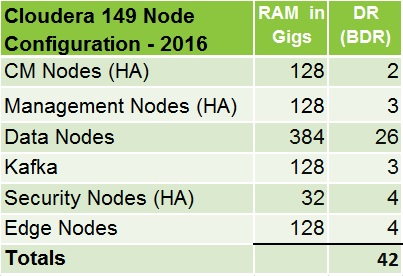 Cloudera 149 Node Configuration - 2016 RAM in Gigs DR (BDR)
CM Nodes (HA) 128 2
Management Nodes (HA) 128 3
Data Nodes 384 26
Kafka 128 3
Security Nodes (HA) 32 4
Edge Nodes 128 4
Totals 42